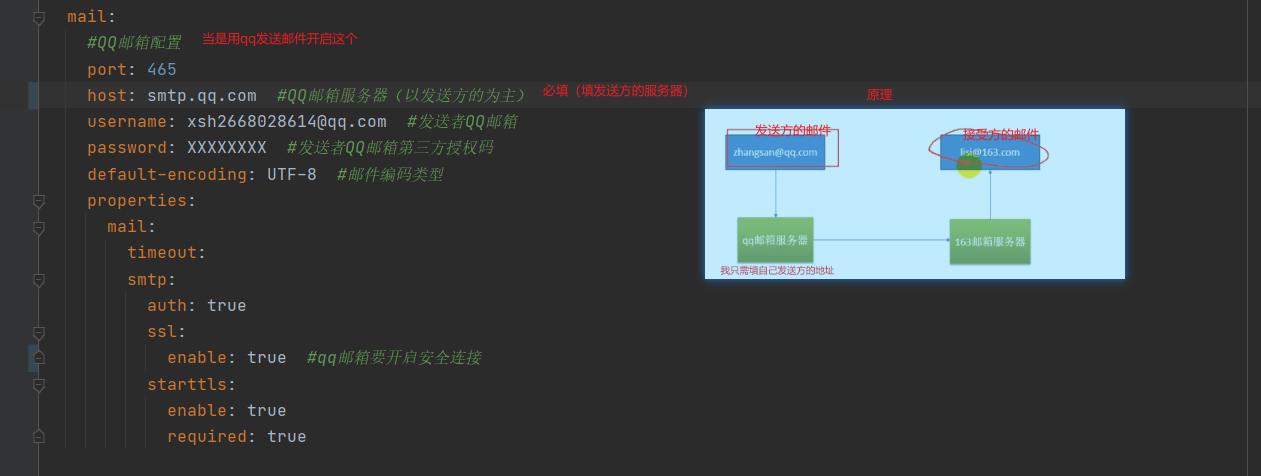 mail:
#QQ邮箱配置 当是用qq发送邮件开启这个
port: 465
host: smtp.qq.com #QQ邮箱服务器（以发送方的为主） 必填（填发送方的服务器）
username: xsh2668028614@qq.com #发送者QQ邮箱
password: XXXXXXXX #发送者QQ邮箱第三方授权码
default-encoding: UTF-8 #邮件编码类型
properties:
mail:
timeout:
smtp:
auth: true
ssl:
enable: true #qq邮箱要开启安全连接
starttls:
enable: true
required: true
原理
发送方的邮件
接受方的邮件
zhangsan@qq.com
lisi@163.com
qq邮箱服务器
163邮箱服务器
我只需填自己发送方的地址